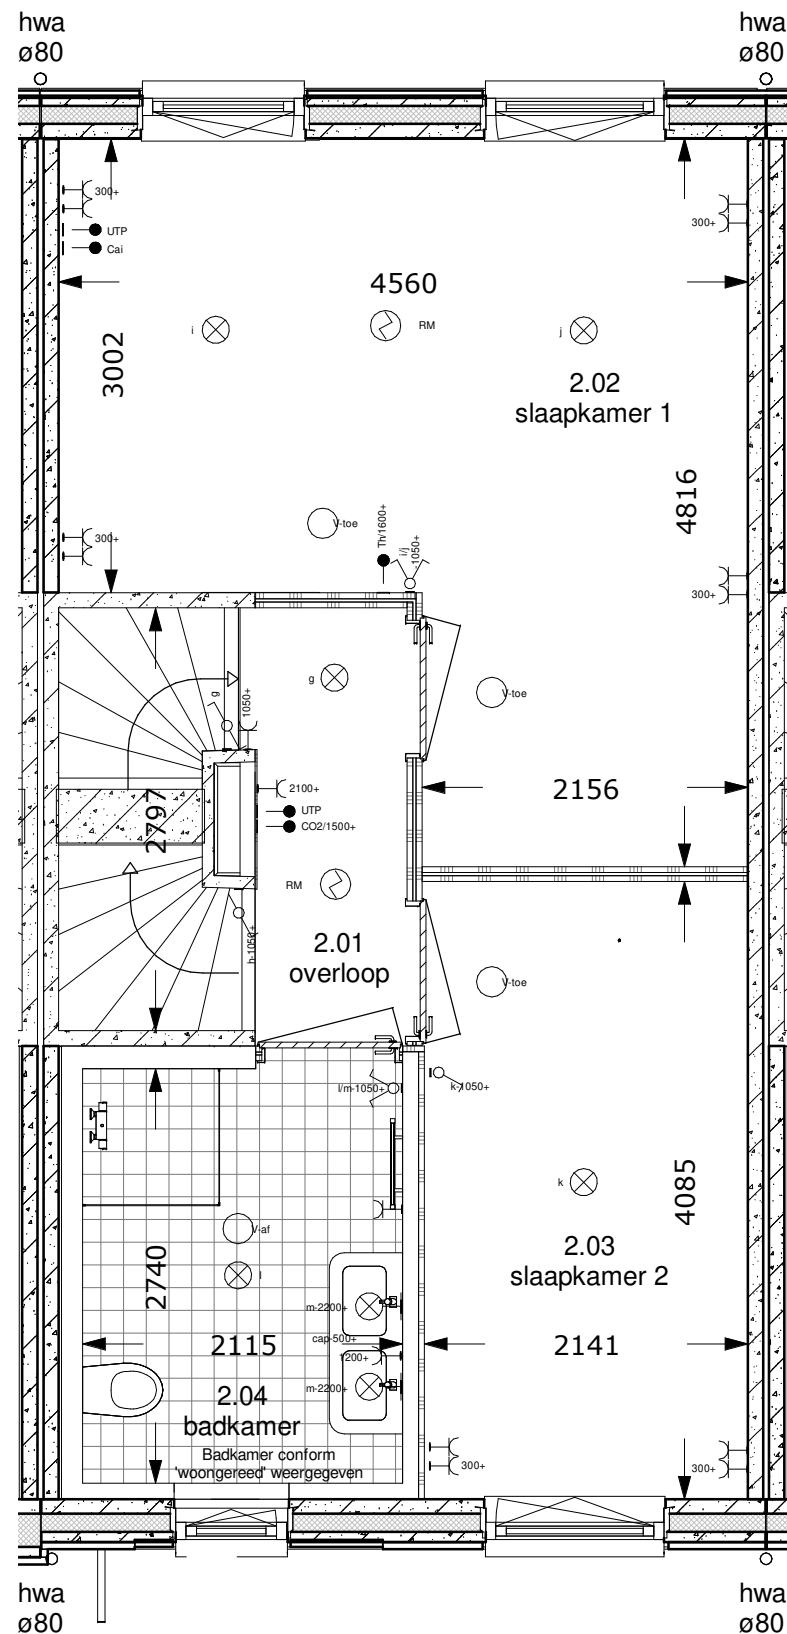 hwa
ø80
hwa
ø80
300+
UTP
Cai
300+
4560
3002
i
RM
j
2.02
slaapkamer 1
4816
V-toe
Th/1600+
i/j
-1050+
300+
300+
g
g
1050+
V-toe
2100+
UTP
CO2/1500+
2156
2797
RM
2.01
overloop
h-1050+
V-toe
l/m-1050+
k-1050+
k
4085
2.03
slaapkamer 2
V-af
l
2740
m-2200+
cap-500+
1200+
m-2200+
2115
2141
2.04
badkamer
Badkamer conform
'woongereed' weergegeven
300+
300+
hwa
ø80
hwa
ø80